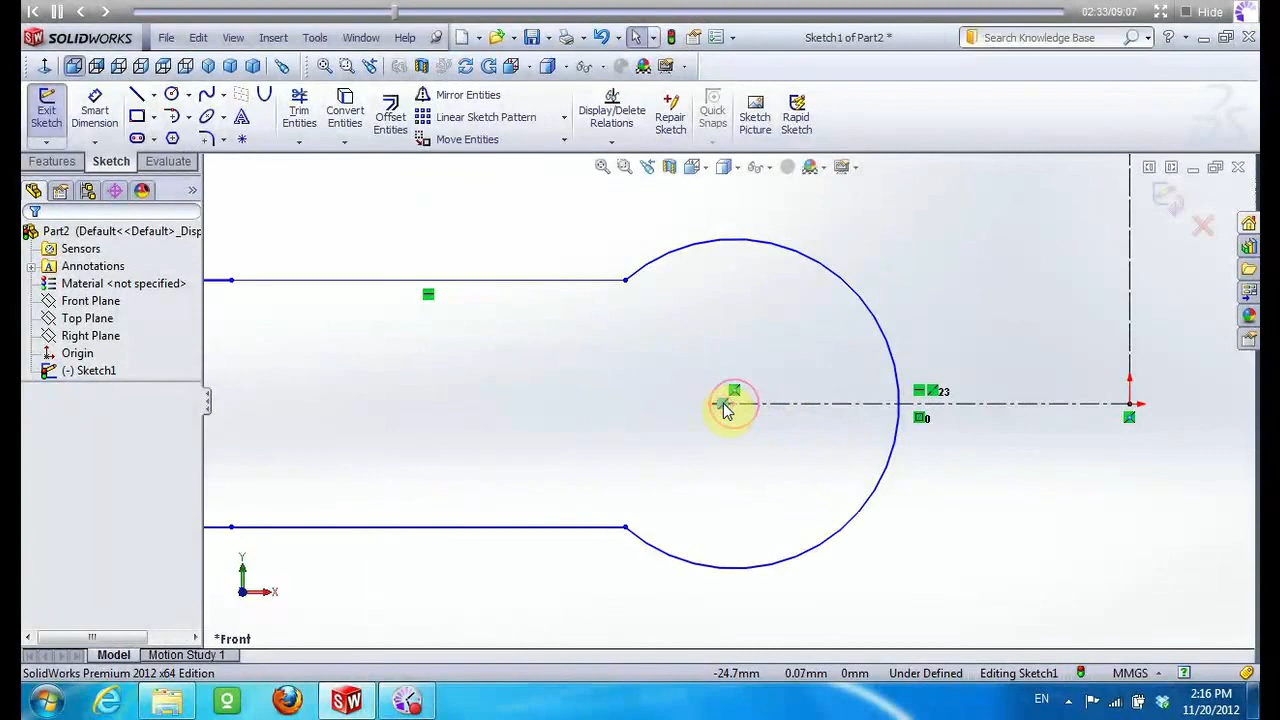 02:33/09:07
Hide
SOLIDWORKS
File
Edit
View
Insert
Tools
Window
Help
Sketch1 of Part2 *
Search Knowledge Base
Exit Sketch
Smart Dimension
Trim Entities
Convert Entities
Offset Entities
Mirror Entities
Linear Sketch Pattern
Move Entities
Display/Delete Relations
Repair Sketch
Quick Snaps
Sketch Picture
Rapid Sketch
Features
Sketch
Evaluate
Part2 (Default<<Default>_Disp
Sensors
Annotations
Material <not specified>
Front Plane
Top Plane
Right Plane
Origin
(-) Sketch1
23
0
Y
X
*Front
Model
Motion Study 1
SolidWorks Premium 2012 x64 Edition
-24.7mm
0.07mm
0mm
Under Defined
Editing Sketch1
MMGS
EN
2:16 PM
11/20/2012